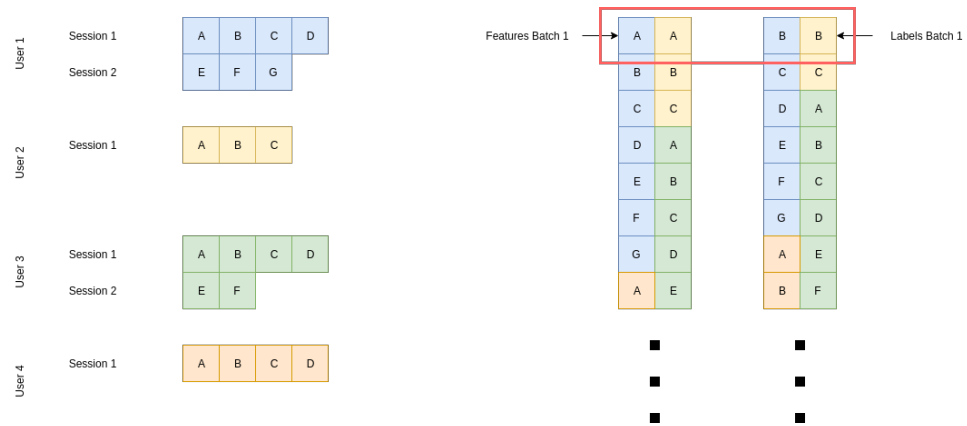 User 1
Session 1
A B C D
Session 2
E F G
User 2
Session 1
A B C
User 3
Session 1
A B C D
Session 2
E F
User 4
Session 1
A B C D
Features Batch 1
A A
B B
C C
D A
E B
F C
G D
A E
Labels Batch 1
B B
C C
D A
E B
F C
G D
A E
B F